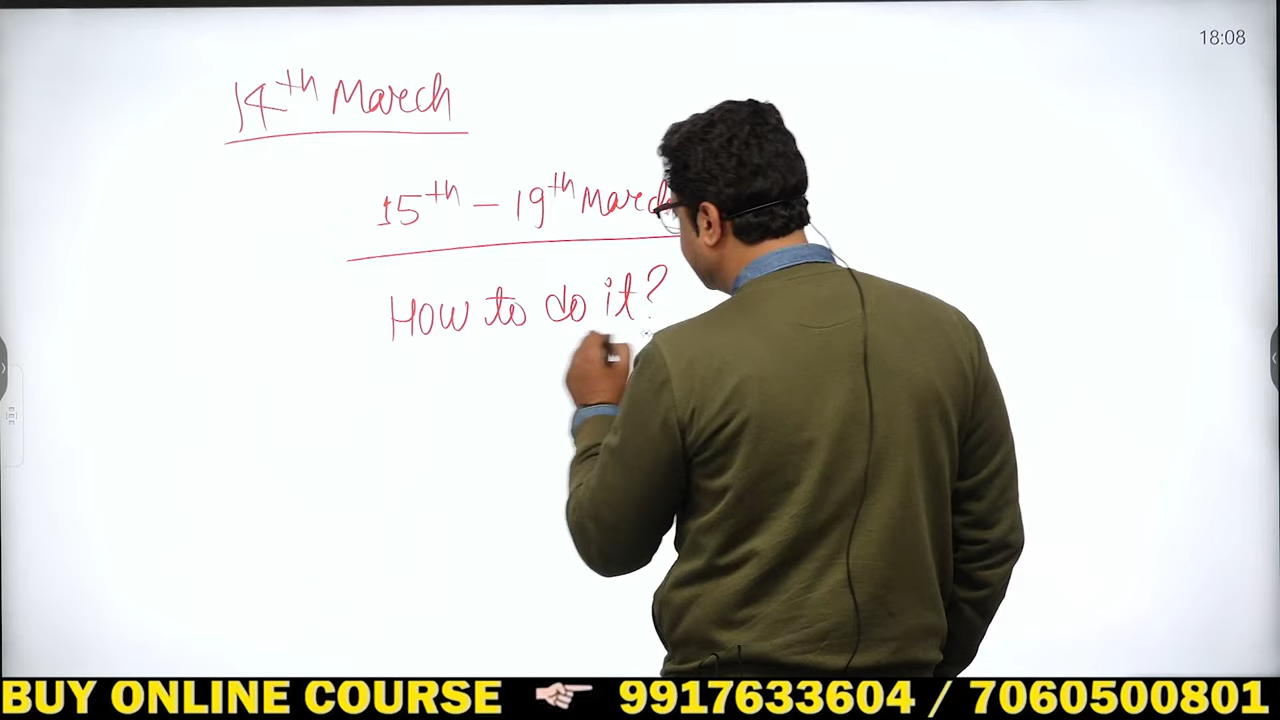 18:08
14th March
15th - 19th March
How to do it?
BUY ONLINE COURSE 9917633604 / 7060500801